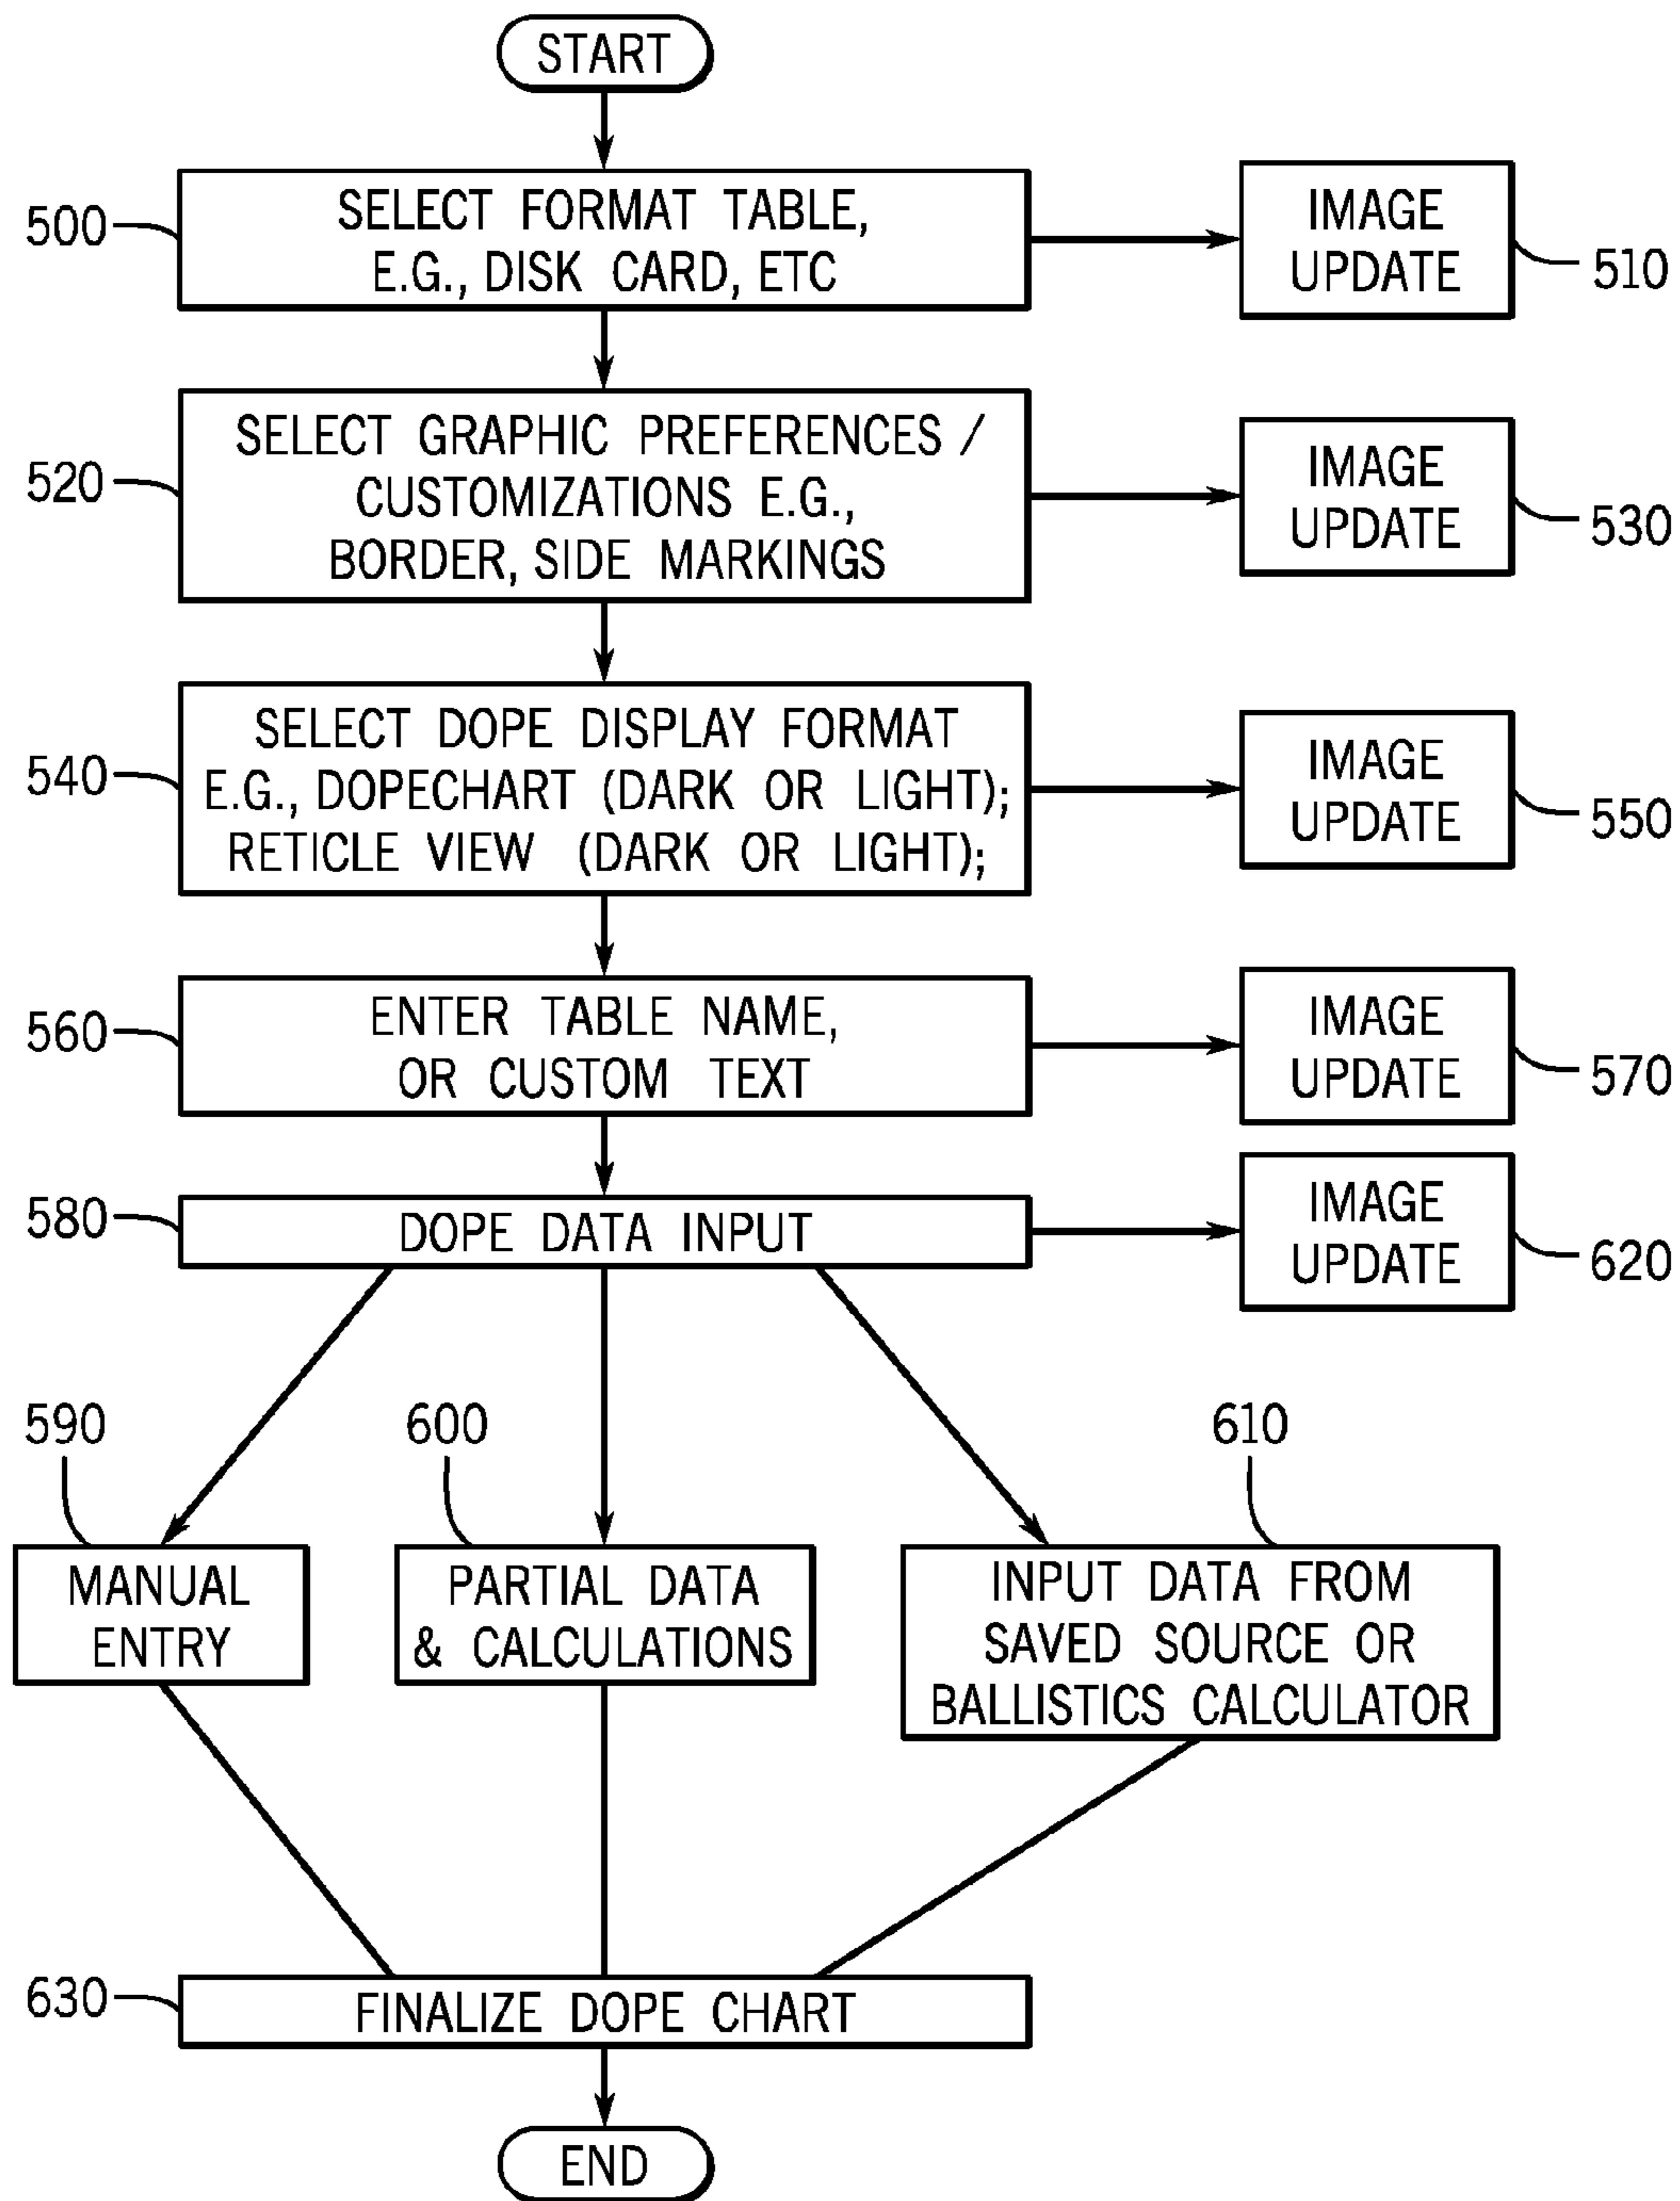 START
500
SELECT FORMAT TABLE,
E.G., DISK CARD, ETC
IMAGE
UPDATE
510
520
SELECT GRAPHIC PREFERENCES /
CUSTOMIZATIONS E.G.,
BORDER, SIDE MARKINGS
IMAGE
UPDATE
530
540
SELECT DOPE DISPLAY FORMAT
E.G., DOPECHART (DARK OR LIGHT);
RETICLE VIEW (DARK OR LIGHT);
IMAGE
UPDATE
550
560
ENTER TABLE NAME,
OR CUSTOM TEXT
IMAGE
UPDATE
570
580
DOPE DATA INPUT
IMAGE
UPDATE
620
590
MANUAL
ENTRY
600
PARTIAL DATA
& CALCULATIONS
610
INPUT DATA FROM
SAVED SOURCE OR
BALLISTICS CALCULATOR
630
FINALIZE DOPE CHART
END